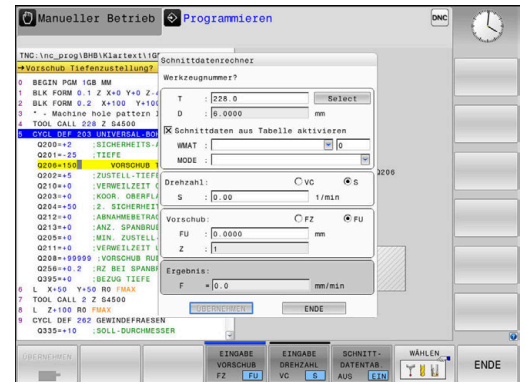 Manueller Betrieb
Programmieren
DNC
TNC:\nc_prog\BHB\Klartext\1GB
→Vorschub Tiefenzustellung?
0 BEGIN PGM 1GB MM
1 BLK FORM 0.1 Z X+0 Y+0 Z-4
2 BLK FORM 0.2 X+100 Y+100
3 * - Machine hole pattern I
4 TOOL CALL 228 Z S4500
5 CYCL DEF 203 UNIVERSAL-BOH
Q200=+2 ;SICHERHEITS-A
Q201=-25 ;TIEFE
Q206=150 VORSCHUB T
Q202=+5 ;ZUSTELL-TIEFE
Q210=+0 ;VERWEILZEIT O
Q203=+0 ;KOOR. OBERFLA
Q204=+50 ;2. SICHERHEIT
Q212=+0 ;ABNAHMEBETRAG
Q213=+0 ;ANZ. SPANBRUE
Q205=+0 ;MIN. ZUSTELL-
Q211=+0 ;VERWEILZEIT U
Q208=+99999 ;VORSCHUB RUE
Q256=+0.2 ;RZ BEI SPANBR
Q395=+0 ;BEZUG TIEFE
6 L X+50 Y+50 R0 FMAX
7 TOOL CALL 2 Z S4500
8 L Z+100 R0 FMAX
9 CYCL DEF 262 GEWINDEFRAESEN
Q335=+10 ;SOLL-DURCHMESSER
Schnittdatenrechner
Werkzeugnummer?
T : 228.0 Select
D : 6.0000 mm
Schnittdaten aus Tabelle aktivieren
WMAT : 0
MODE :
Drehzahl: VC S
S : 0.00 1/min
Vorschub: FZ FU
FU : 0.0000 mm
Z : 1
Ergebnis:
F = 0.0 mm/min
ÜBERNEHMEN ENDE
Q206
ÜBERNEHMEN
EINGABE VORSCHUB FZ FU
EINGABE DREHZAHL VC S
SCHNITT-DATENTAB. AUS EIN
WÄHLEN
ENDE